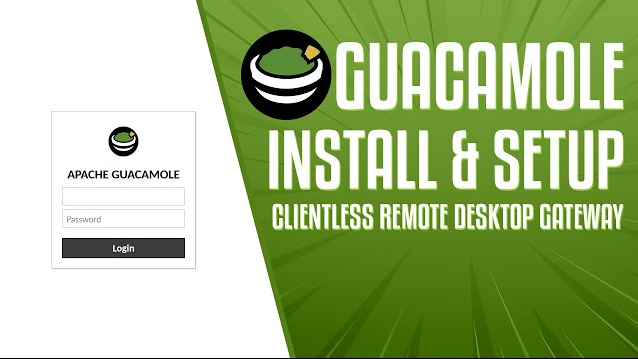 GUACAMOLE
INSTALL & SETUP
CLIENTLESS REMOTE DESKTOP GATEWAY
APACHE GUACAMOLE
Password
Login